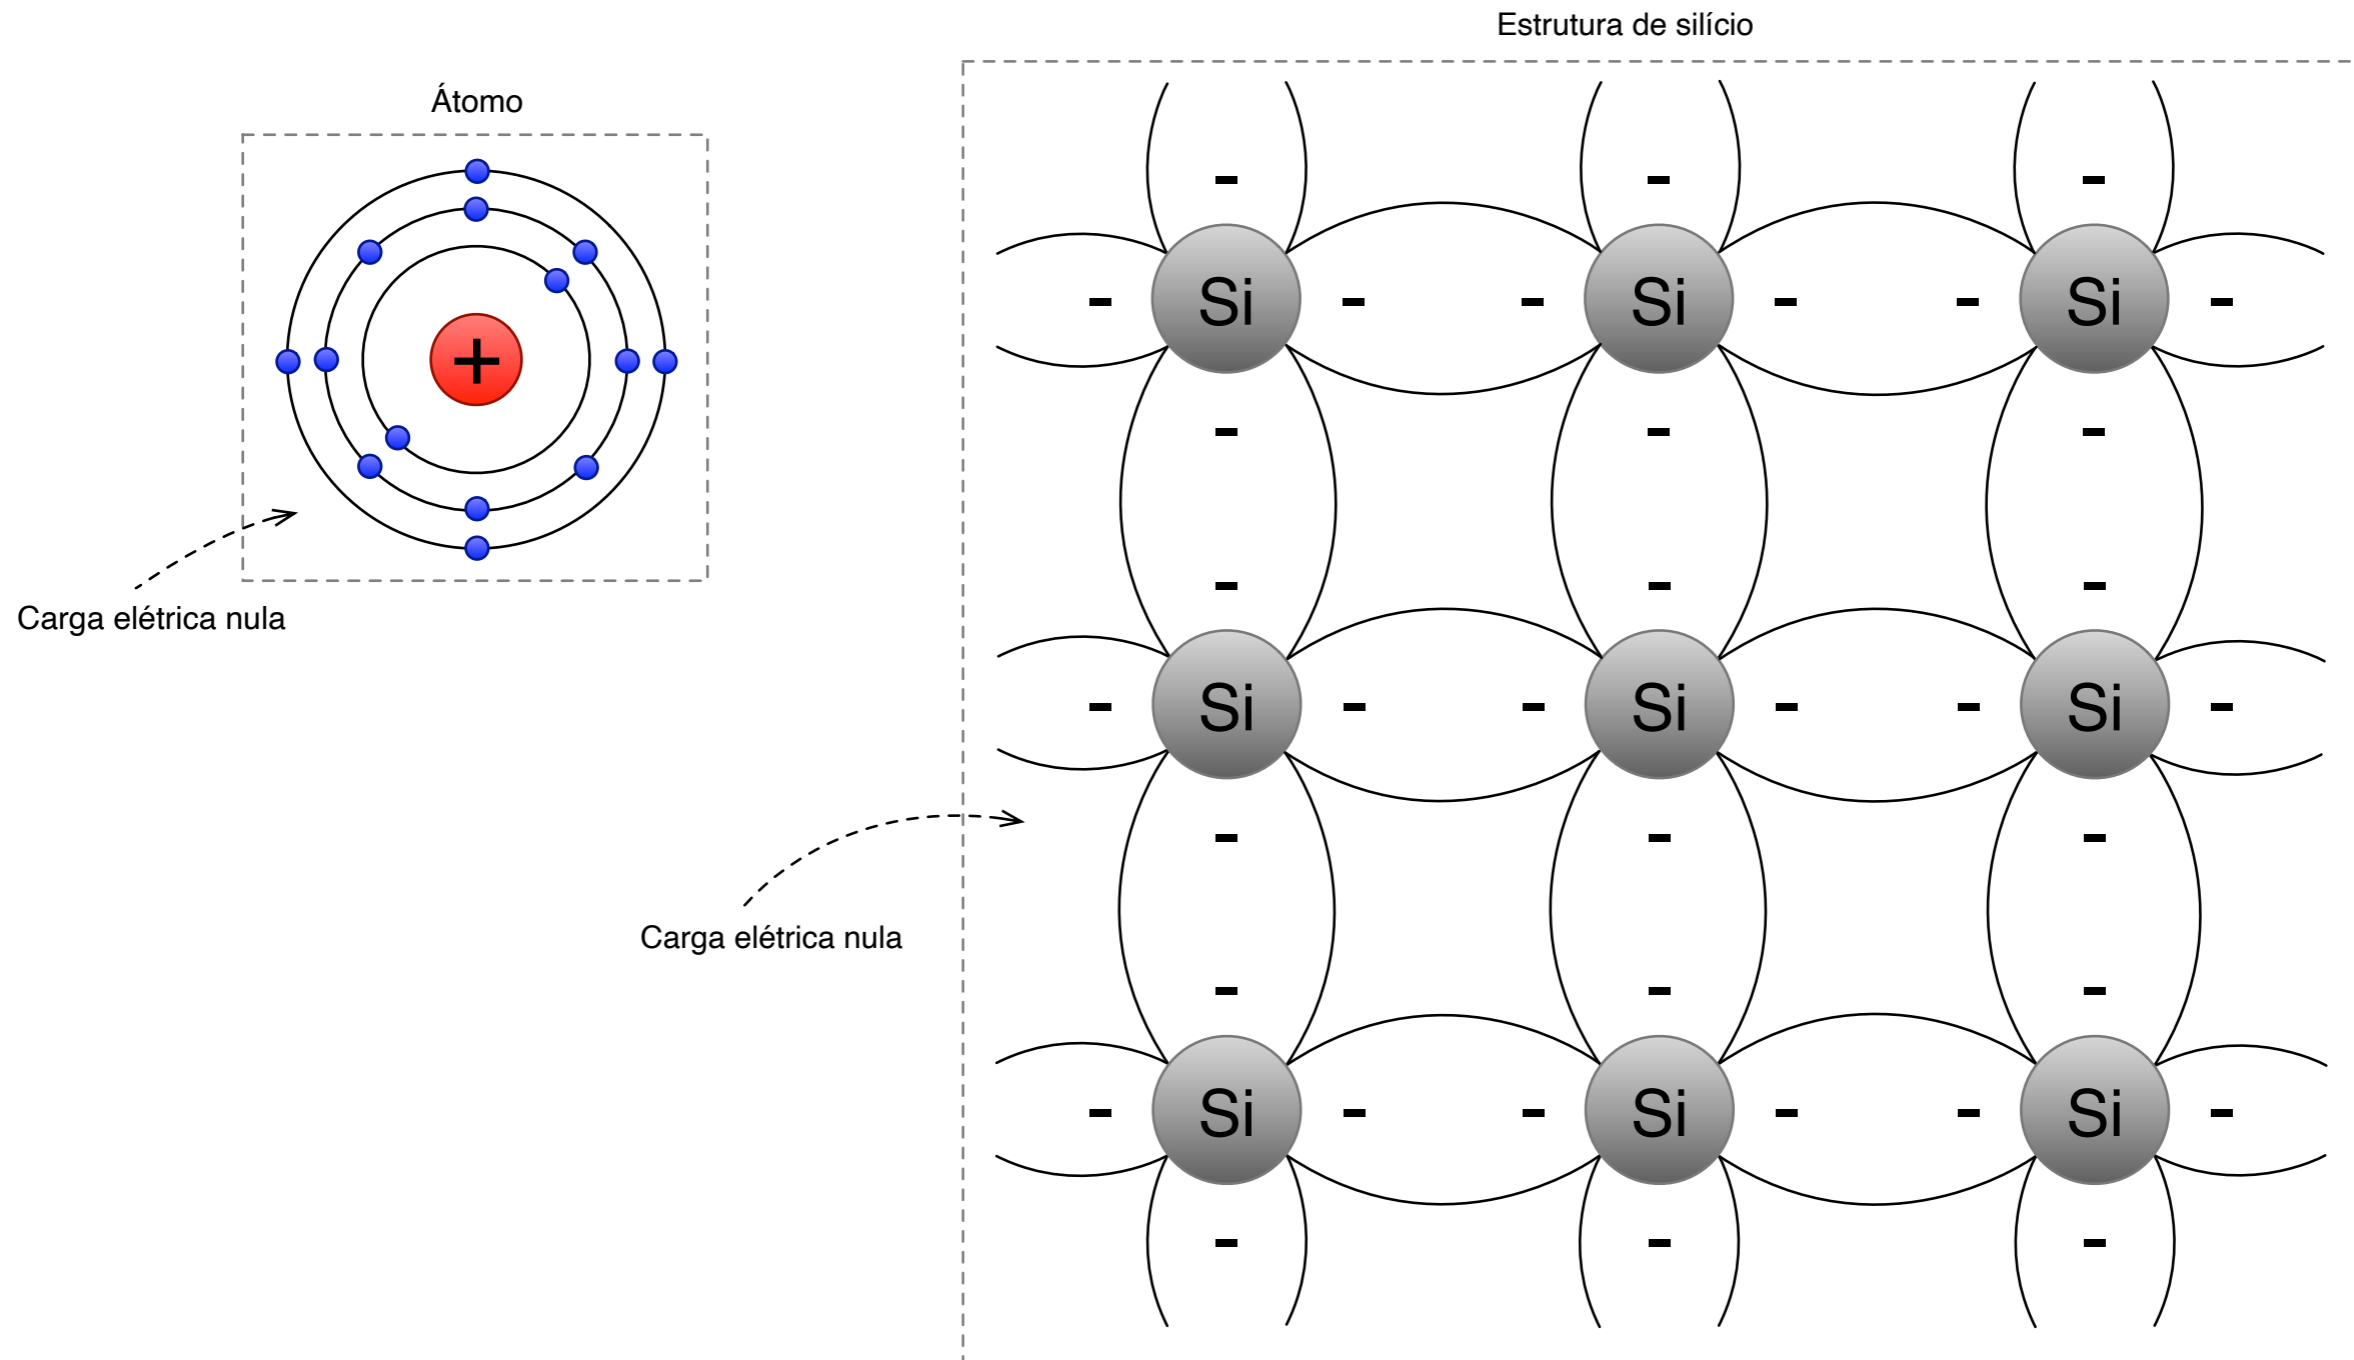 Estrutura de silício
Átomo
+
- - -
- Si - - Si - - Si -
- - -
Carga elétrica nula
- - -
- Si - - Si - - Si -
- - -
Carga elétrica nula
- - -
- Si - - Si - - Si -
- - -